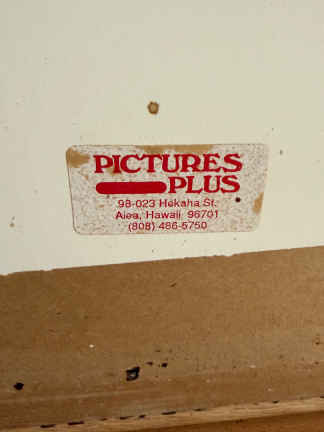 PICTURES
PLUS
98-023 Hekaha St.
Aiea, Hawaii 96701
(808) 486-5750